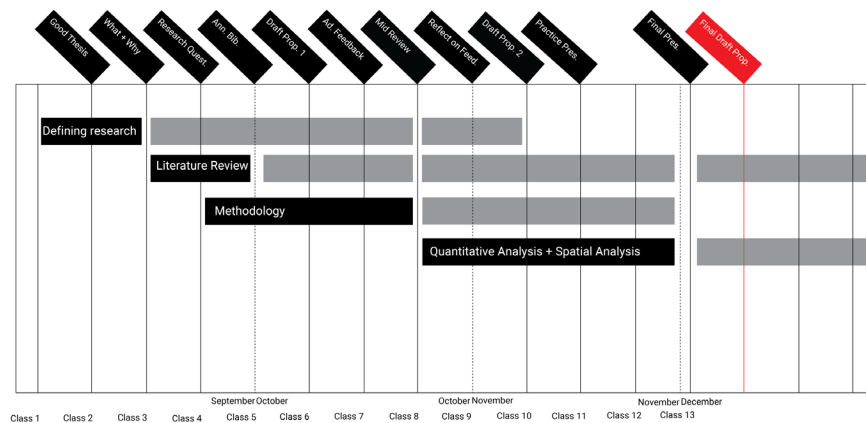 Good Thesis
What + Why
Research Quest.
Ann. Bib.
Draft Prop. 1
Ad. Feedback
Mid Review
Reflect on Feed.
Draft Prop. 2
Practice Pres.
Final Pres.
Final Draft Prop.
Defining research
Literature Review
Methodology
Quantitative Analysis + Spatial Analysis
September October
October November
November December
Class 1
Class 2
Class 3
Class 4
Class 5
Class 6
Class 7
Class 8
Class 9
Class 10
Class 11
Class 12
Class 13